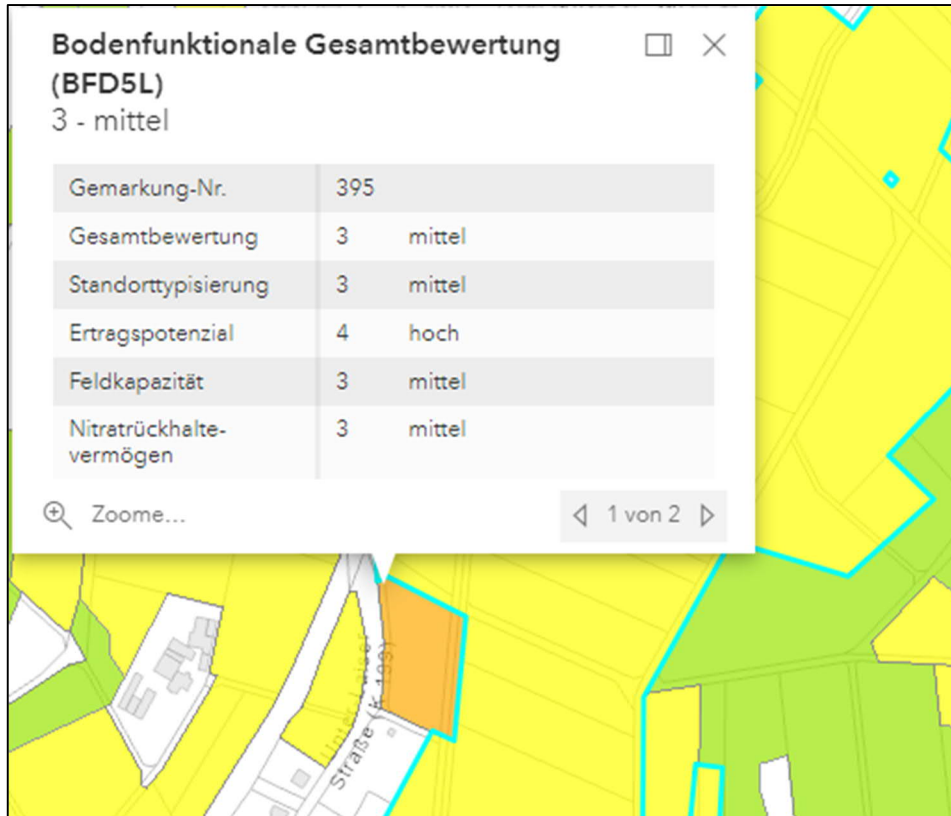 Bodenfunktionale Gesamtbewertung
(BFD5L)
3 - mittel
Gemarkung-Nr. 395
Gesamtbewertung 3 mittel
Standorttypisierung 3 mittel
Ertragspotenzial 4 hoch
Feldkapazität 3 mittel
Nitratrückhalte-
vermögen 3 mittel
Zoome...
1 von 2
Straße (K